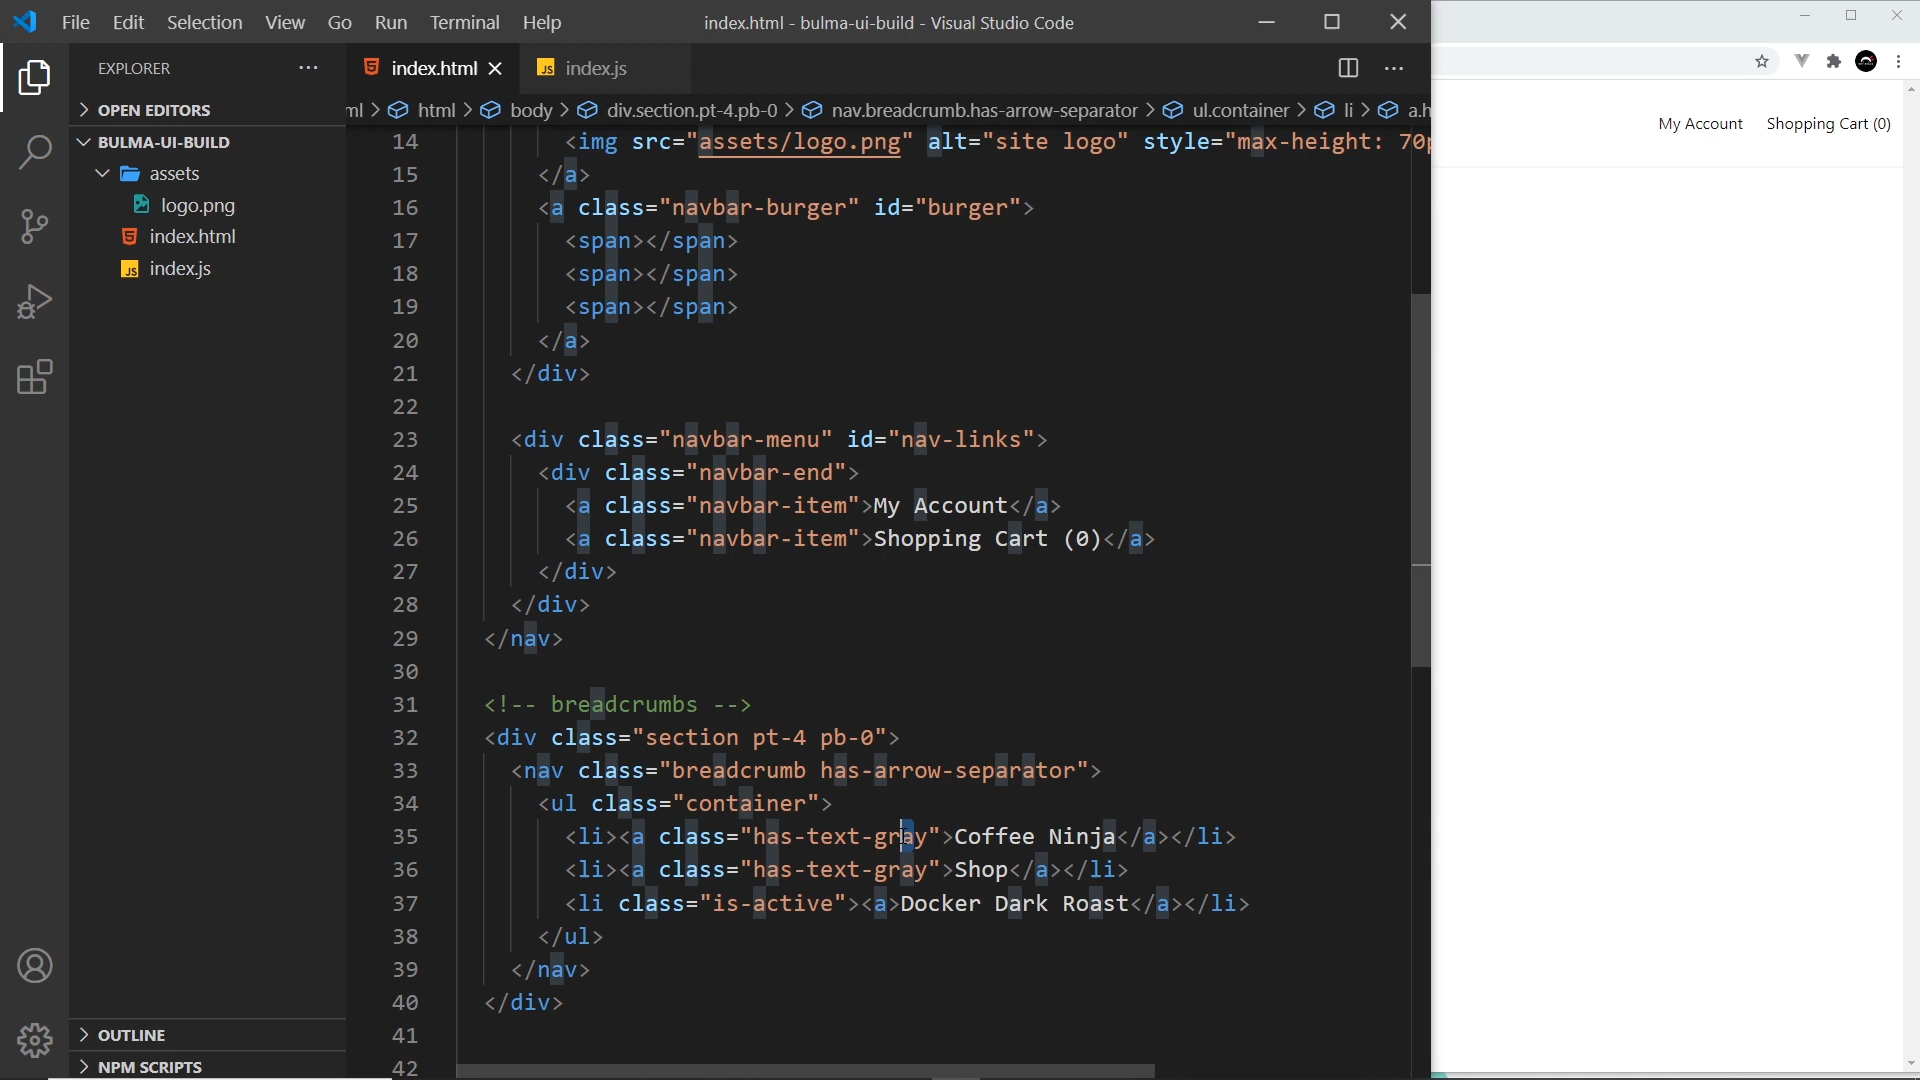 File Edit Selection View Go Run Terminal Help index.html - bulma-ui-build - Visual Studio Code
EXPLORER
OPEN EDITORS
BULMA-UI-BUILD
assets
logo.png
index.html
index.js
OUTLINE
NPM SCRIPTS
index.html index.js
ml > html > body > div.section.pt-4.pb-0 > nav.breadcrumb.has-arrow-separator > ul.container > li > a.h
14 <img src="assets/logo.png" alt="site logo" style="max-height: 70p
15 </a>
16 <a class="navbar-burger" id="burger">
17 <span></span>
18 <span></span>
19 <span></span>
20 </a>
21 </div>
22
23 <div class="navbar-menu" id="nav-links">
24 <div class="navbar-end">
25 <a class="navbar-item">My Account</a>
26 <a class="navbar-item">Shopping Cart (0)</a>
27 </div>
28 </div>
29 </nav>
30
31 <!-- breadcrumbs -->
32 <div class="section pt-4 pb-0">
33 <nav class="breadcrumb has-arrow-separator">
34 <ul class="container">
35 <li><a class="has-text-gray">Coffee Ninja</a></li>
36 <li><a class="has-text-gray">Shop</a></li>
37 <li class="is-active"><a>Docker Dark Roast</a></li>
38 </ul>
39 </nav>
40 </div>
41
42
My Account Shopping Cart (0)